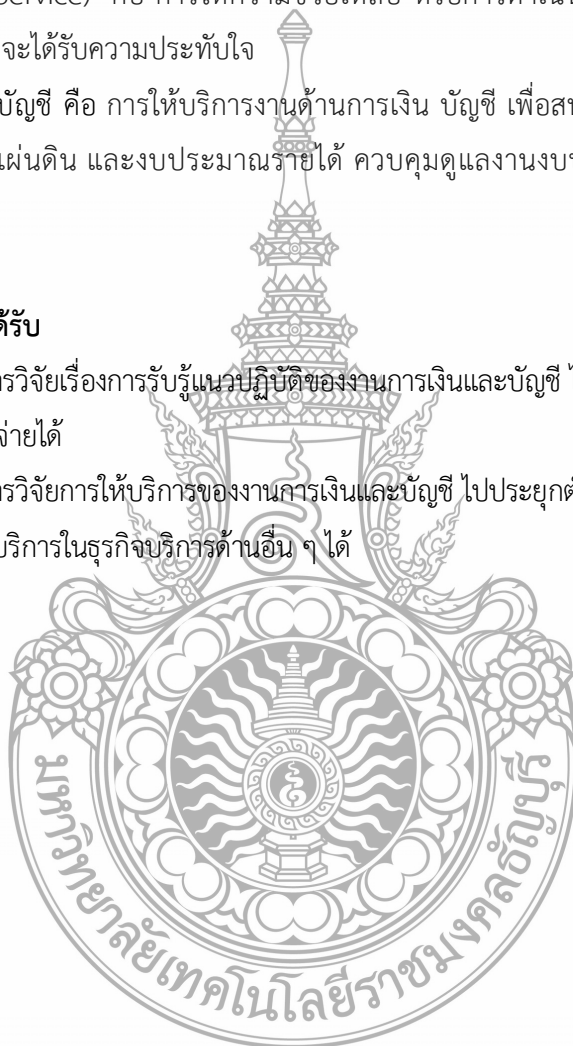 จะได้รับความประทับใจ
บัญชี คือ การให้บริการงานด้านการเงิน บัญชี เพื่อส
แผ่นดิน และงบประมาณรายได้ ควบคุมดูแลงานงบ
ด้รับ
ารวิจัยเรื่องการรับรู้แนวปฏิบัติของงานการเงินและบัญชี
จ่ายได้
ารวิจัยการให้บริการของงานการเงินและบัญชี ไปประยุกต์
บริการในธุรกิจบริการด้านอื่น ๆ ได้
มหาวิทยาลัยเทคโนโลยีราชมงคลธัญบุรี